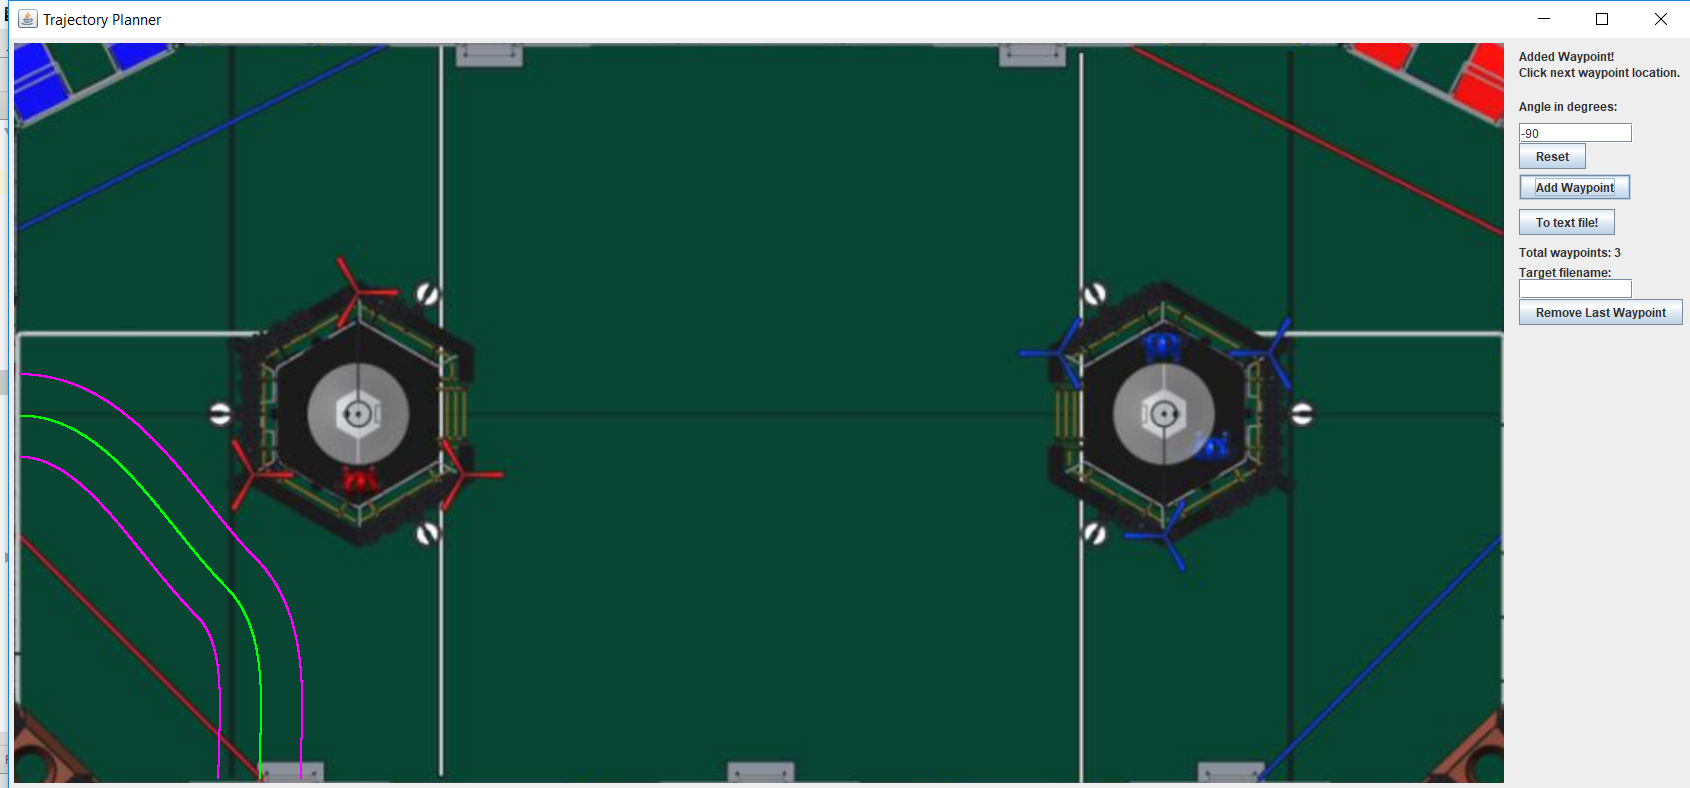 Trajectory Planner
Added Waypoint!
Click next waypoint location.
Angle in degrees:
-90
Reset
Add Waypoint
To text file!
Total waypoints: 3
Target filename:
Remove Last Waypoint